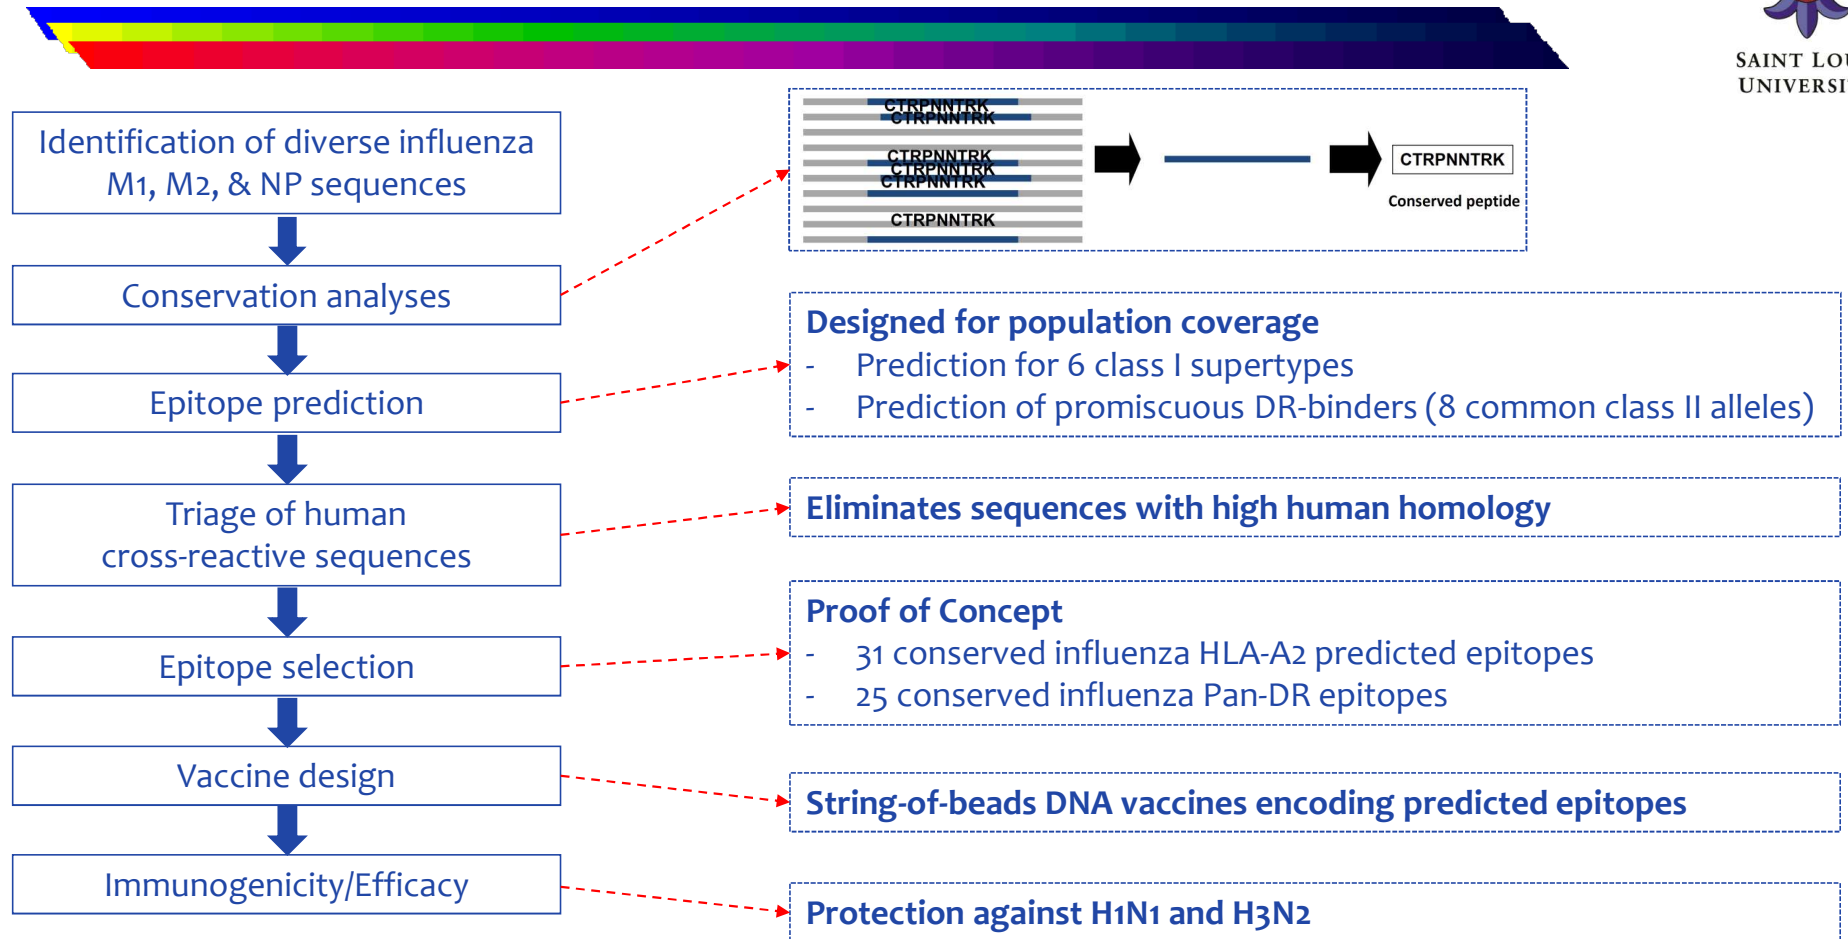 SAINT LOU
UNIVERSI
Identification of diverse influenza
M1, M2, & NP sequences
Conservation analyses
Epitope prediction
Triage of human
cross-reactive sequences
Epitope selection
Vaccine design
Immunogenicity/Efficacy
CTRPNNTRK
CTRPNNTRK
CTRPNNTRK
CTRPNNTRK
CTRPNNTRK
CTRPNNTRK
CTRPNNTRK
Conserved peptide
Designed for population coverage
- Prediction for 6 class I supertypes
- Prediction of promiscuous DR-binders (8 common class II alleles)
Eliminates sequences with high human homology
Proof of Concept
- 31 conserved influenza HLA-A2 predicted epitopes
- 25 conserved influenza Pan-DR epitopes
String-of-beads DNA vaccines encoding predicted epitopes
Protection against H1N1 and H3N2